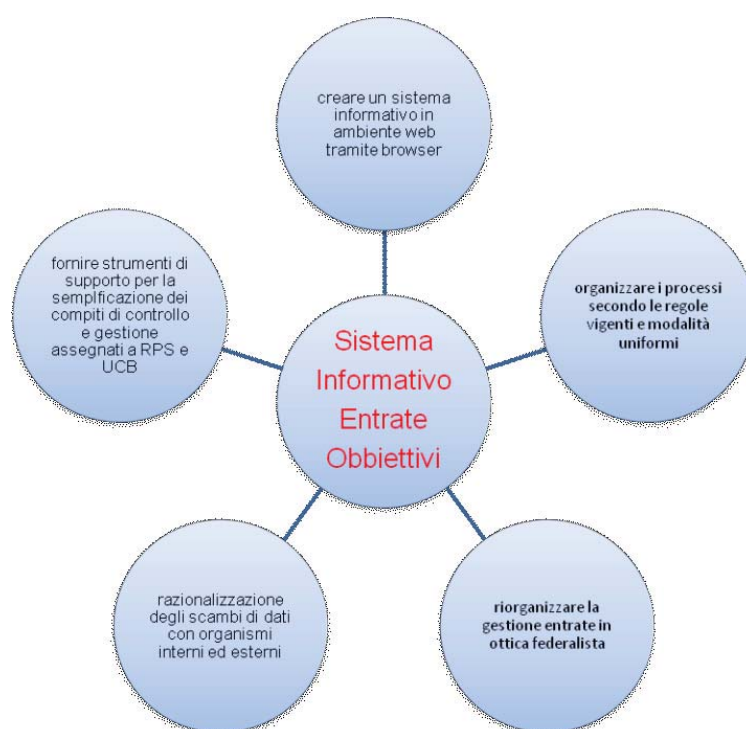 creare un sistema
informativo in
ambiente web
tramite browser
fornire strumenti di
supporto per la
semplficazione dei
compiti di controllo
e gestione
assegnati a RPS e
UCB
organizzare i processi
secondo le regole
vigenti e modalità
uniformi
Sistema
Informativo
Entrate
Obbiettivi
razionalizzazione
degli scambi di dati
con organismi
interni ed esterni
riorganizzare la
gestione entrate in
ottica federalista